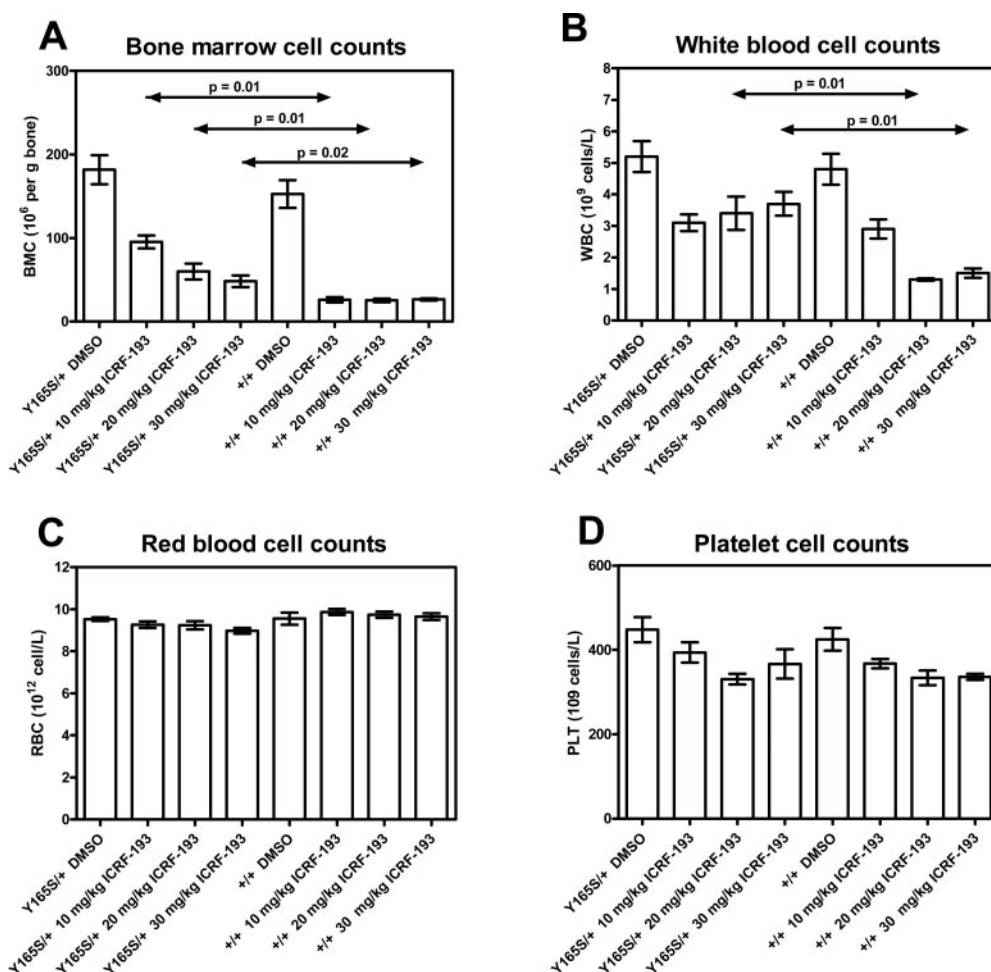 A
Bone marrow cell counts
BMC (10⁶ per g bone)
300
200
100
0
p = 0.01
p = 0.01
p = 0.02
Y165S/+ DMSO
Y165S/+ 10 mg/kg ICRF-193
Y165S/+ 20 mg/kg ICRF-193
Y165S/+ 30 mg/kg ICRF-193
+/+ DMSO
+/+ 10 mg/kg ICRF-193
+/+ 20 mg/kg ICRF-193
+/+ 30 mg/kg ICRF-193
B
White blood cell counts
WBC (10⁹ cells/L)
8
7
6
5
4
3
2
1
0
p = 0.01
p = 0.01
Y165S/+ DMSO
Y165S/+ 10 mg/kg ICRF-193
Y165S/+ 20 mg/kg ICRF-193
Y165S/+ 30 mg/kg ICRF-193
+/+ DMSO
+/+ 10 mg/kg ICRF-193
+/+ 20 mg/kg ICRF-193
+/+ 30 mg/kg ICRF-193
C
Red blood cell counts
RBC (10¹² cell/L)
12
10
8
6
4
2
0
Y165S/+ DMSO
Y165S/+ 10 mg/kg ICRF-193
Y165S/+ 20 mg/kg ICRF-193
Y165S/+ 30 mg/kg ICRF-193
+/+ DMSO
+/+ 10 mg/kg ICRF-193
+/+ 20 mg/kg ICRF-193
+/+ 30 mg/kg ICRF-193
D
Platelet cell counts
PLT (109 cells/L)
600
400
200
0
Y165S/+ DMSO
Y165S/+ 10 mg/kg ICRF-193
Y165S/+ 20 mg/kg ICRF-193
Y165S/+ 30 mg/kg ICRF-193
+/+ DMSO
+/+ 10 mg/kg ICRF-193
+/+ 20 mg/kg ICRF-193
+/+ 30 mg/kg ICRF-193